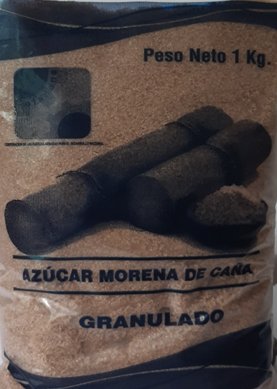 Peso Neto 1 Kg.
AZÚCAR MORENA DE CAÑA
GRANULADO